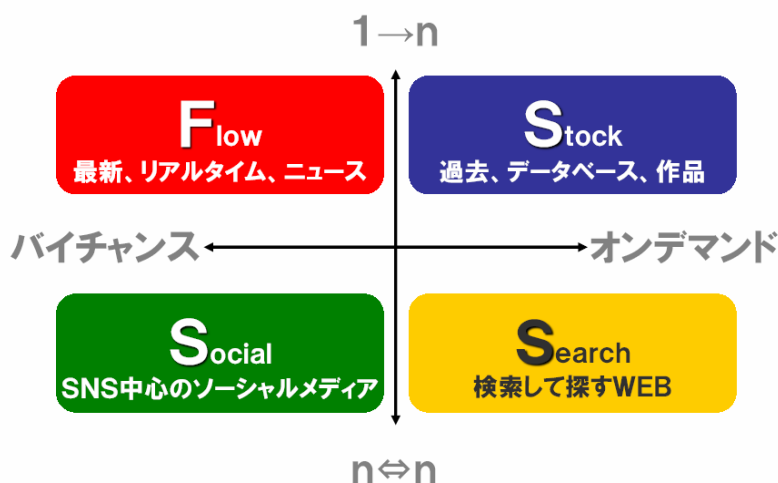 1→n
Flow
最新、リアルタイム、ニュース
Stock
過去、データベース、作品
バイチャンス
オンデマンド
Social
SNS中心のソーシャルメディア
Search
検索して探すWEB
n⇔n